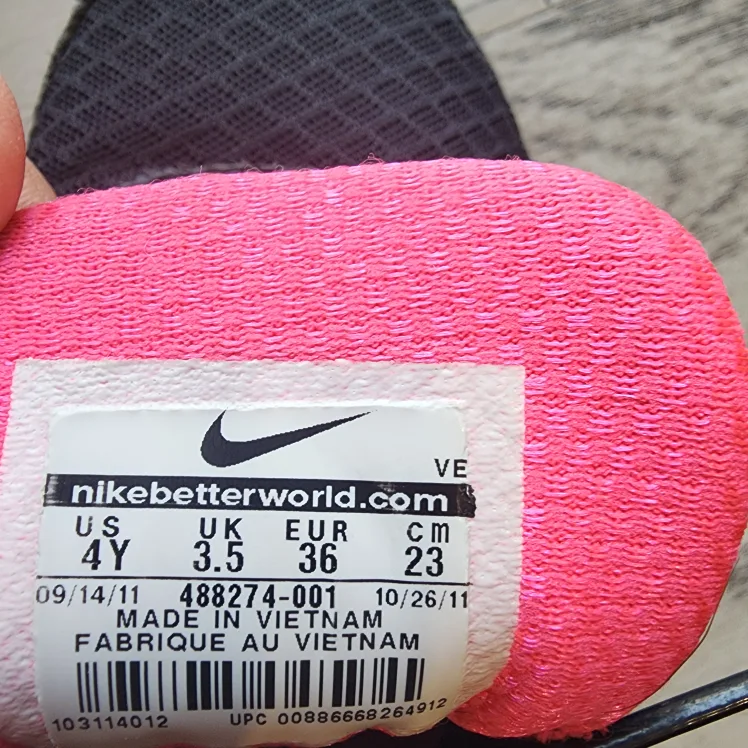 VE
nikebetterworld.com
US UK EUR cm
4Y 3.5 36 23
09/14/11 488274-001 10/26/11
MADE IN VIETNAM
FABRIQUE AU VIETNAM
103114012 UPC 00886668264912